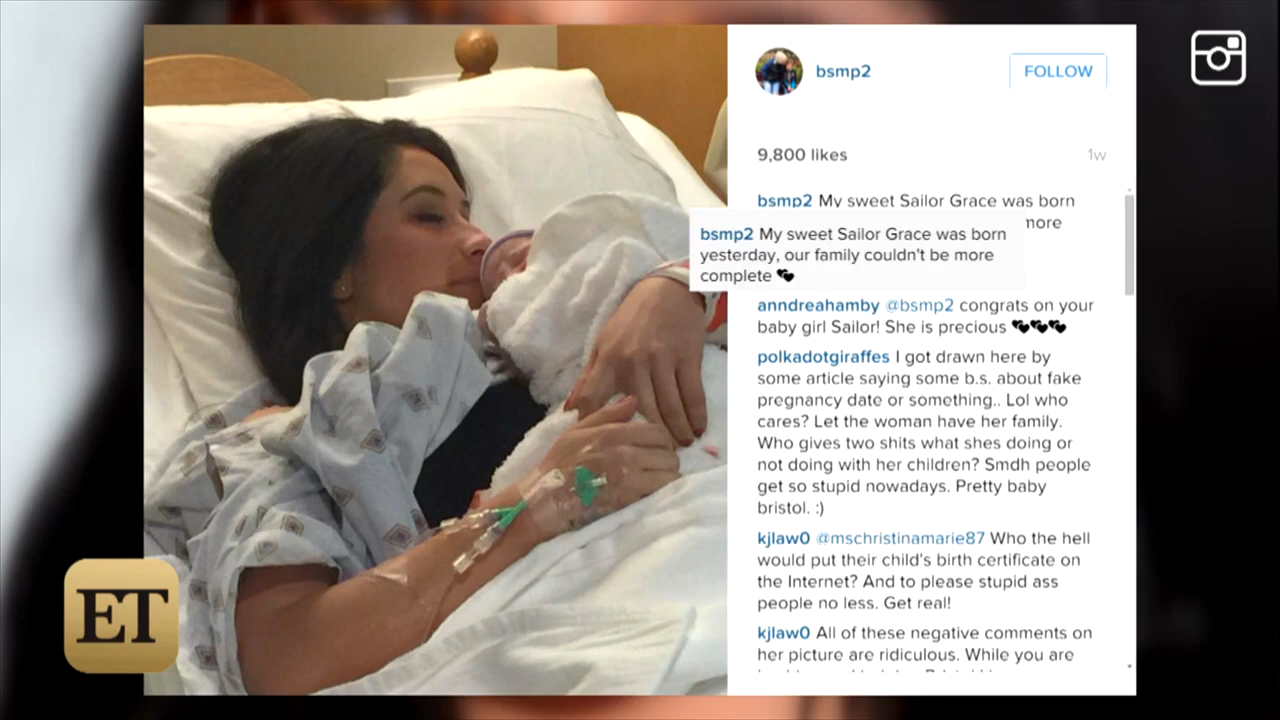 bsmp2
FOLLOW
9,800 likes
1w
bsmp2 My sweet Sailor Grace was born
more
bsmp2 My sweet Sailor Grace was born
yesterday, our family couldn't be more
complete
anndreahamby @bsmp2 congrats on your
baby girl Sailor! She is precious
polkadotgiraffes I got drawn here by
some article saying some b.s. about fake
pregnancy date or something.. Lol who
cares? Let the woman have her family.
Who gives two shits what shes doing or
not doing with her children? Smdh people
get so stupid nowadays. Pretty baby
bristol. :)
kjlaw0 @mschristinamarie87 Who the hell
would put their child's birth certificate on
the Internet? And to please stupid ass
people no less. Get real!
kjlaw0 All of these negative comments on
her picture are ridiculous. While you are
ET